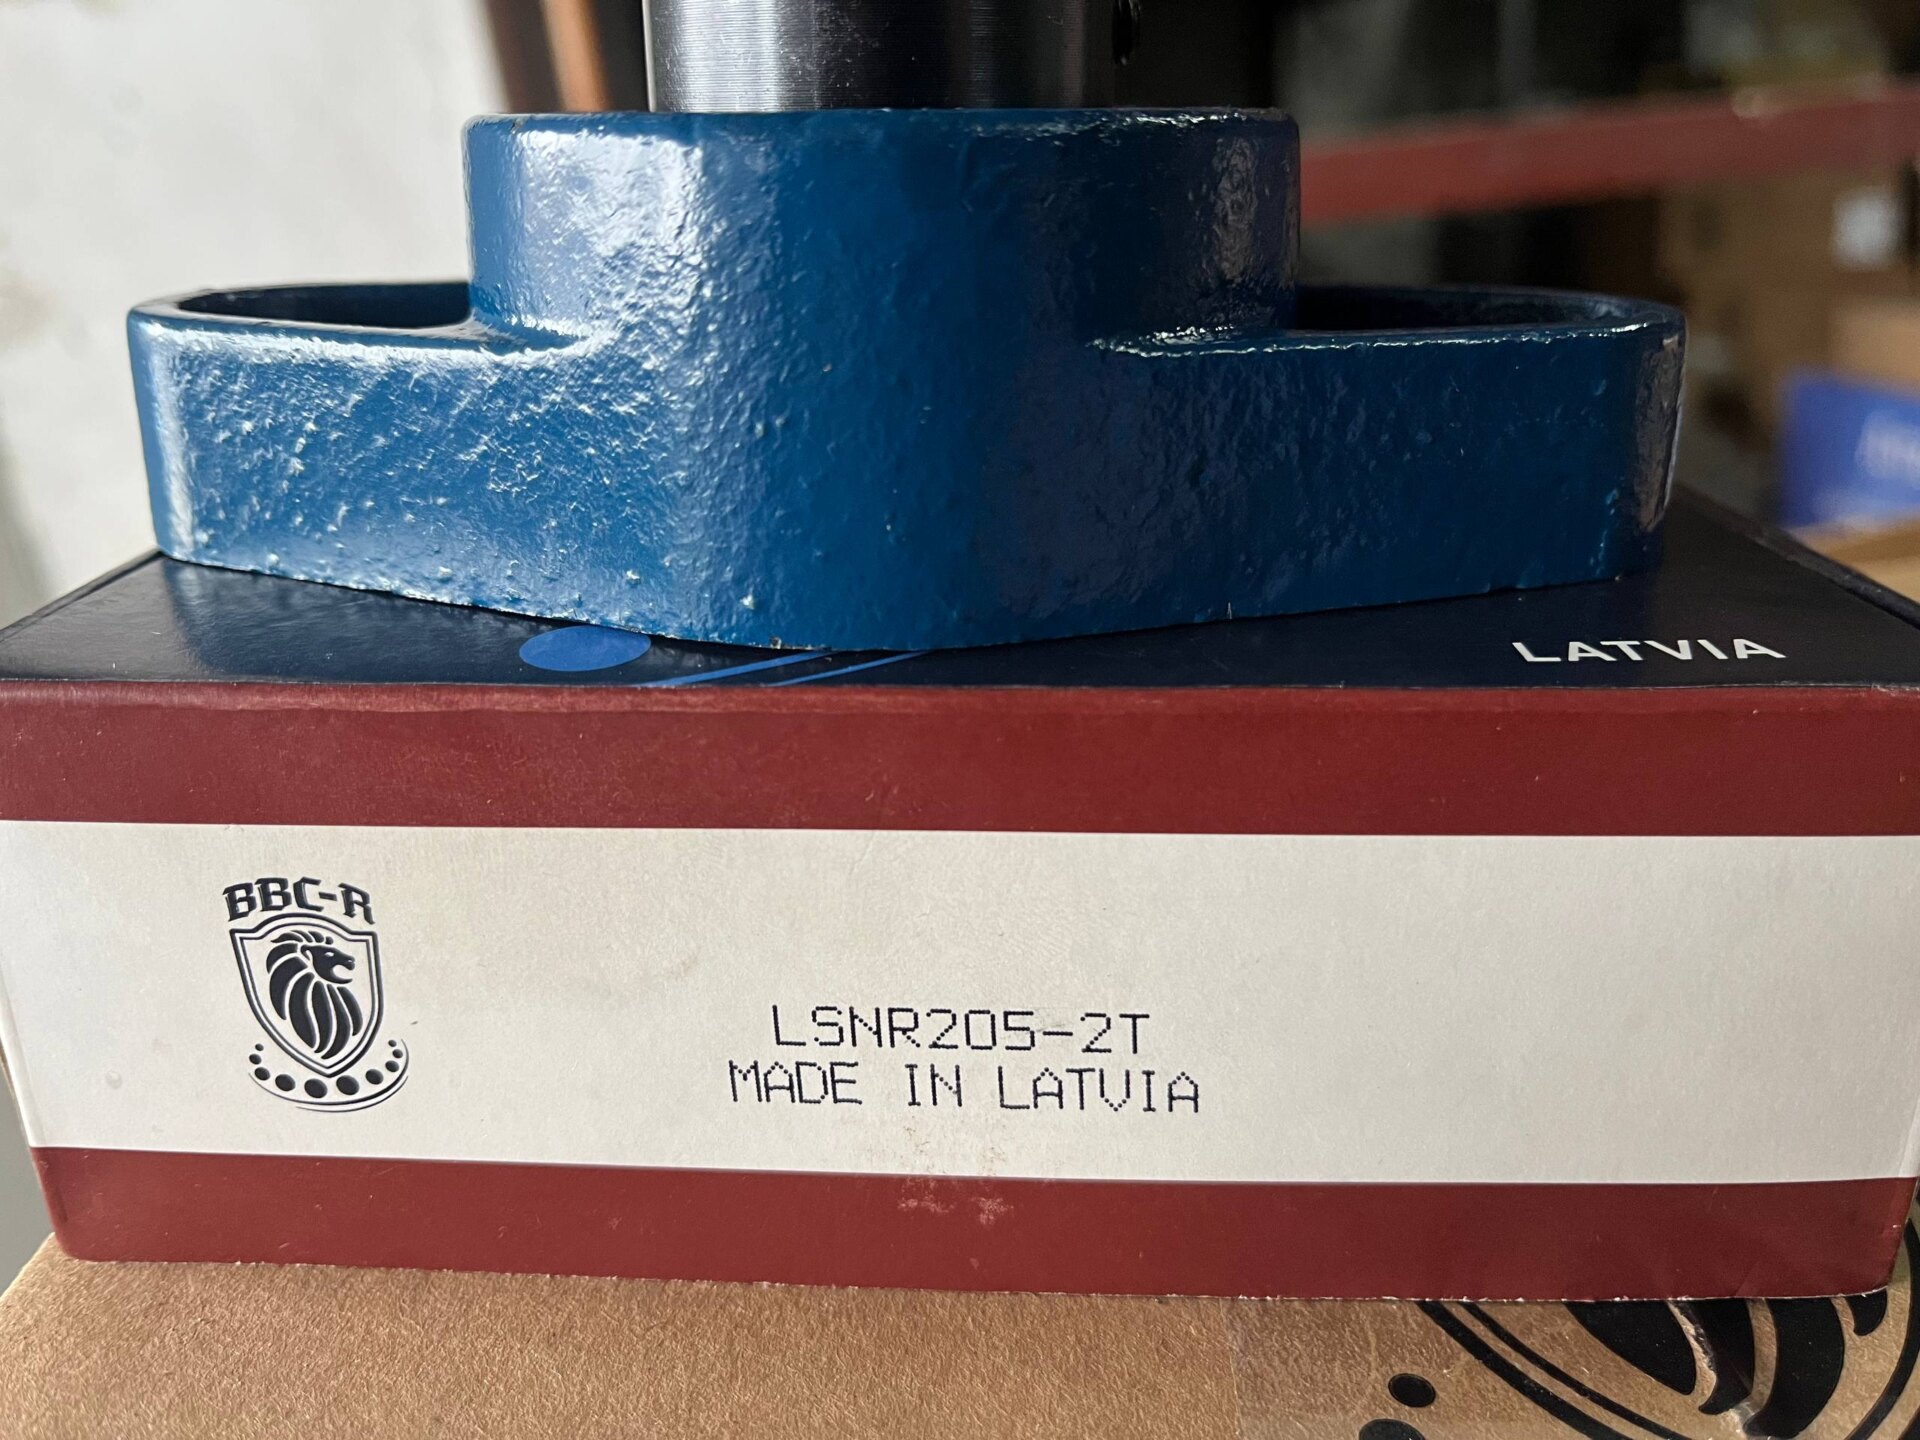 LATVIA
BBC-R
LSNR205-2T
MADE IN LATVIA